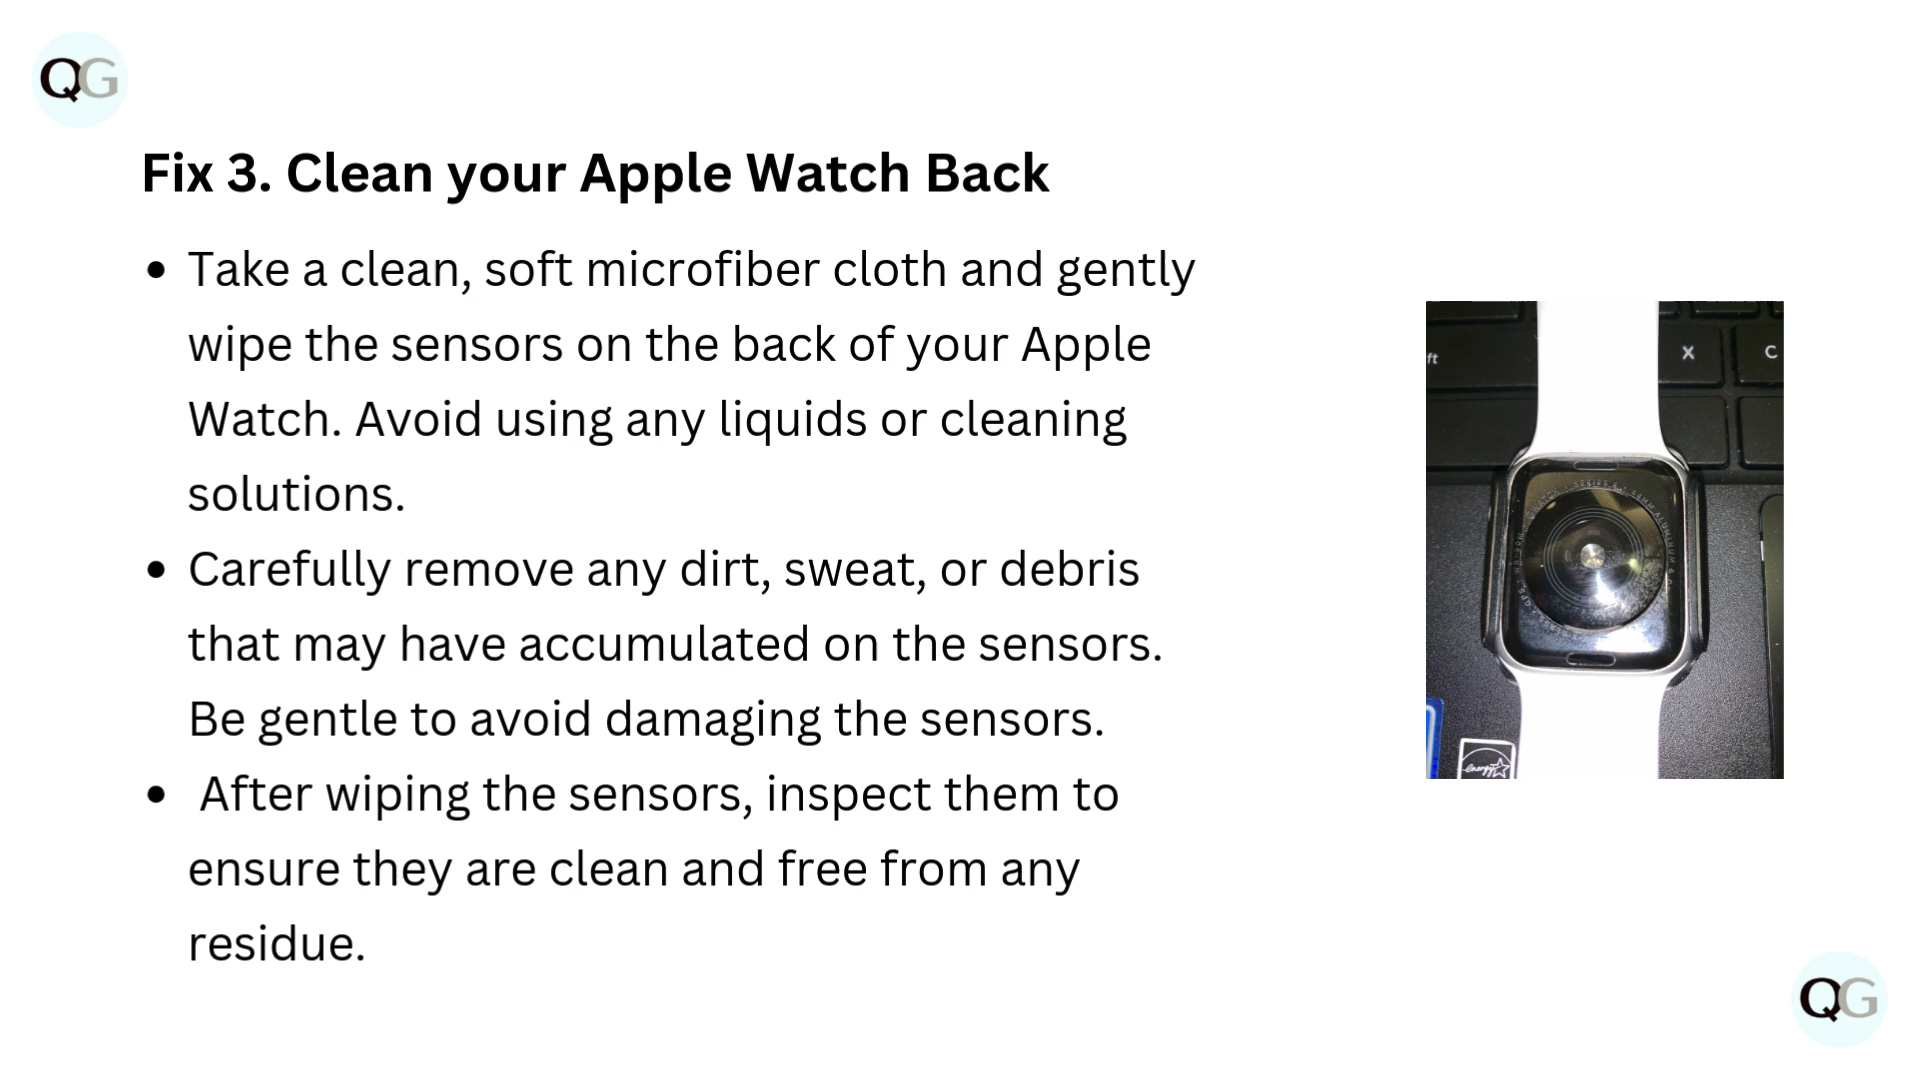 QG
Fix 3. Clean your Apple Watch Back
• Take a clean, soft microfiber cloth and gently
wipe the sensors on the back of your Apple
Watch. Avoid using any liquids or cleaning
solutions.
• Carefully remove any dirt, sweat, or debris
that may have accumulated on the sensors.
Be gentle to avoid damaging the sensors.
• After wiping the sensors, inspect them to
ensure they are clean and free from any
residue.
ft
X
C
energy
QG